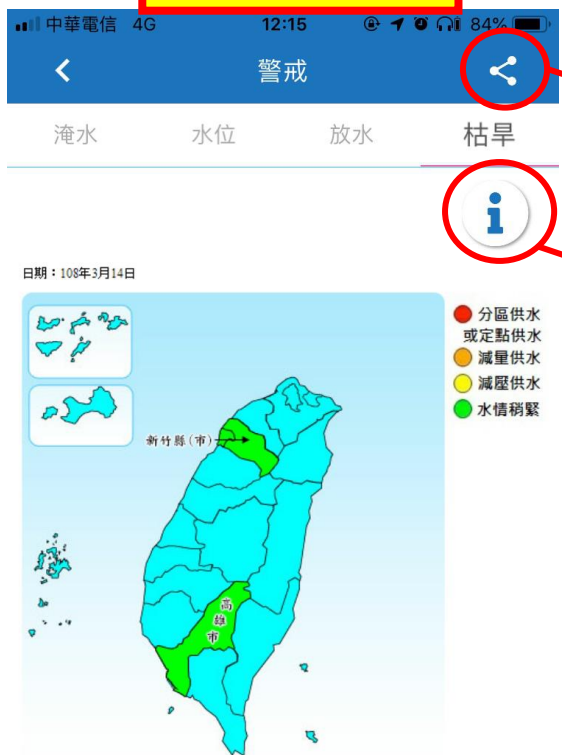 中華電信 4G 12:15 84%
警戒
淹水 水位 放水 枯旱
i
日期：108年3月14日
分區供水
或定點供水
減量供水
減壓供水
水情稍緊
新竹縣(市)
高雄市